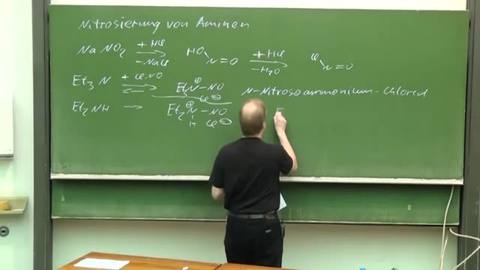 Nitrosierung von Aminen
NaNO₂ +HCl −NaCl HO N=O +HCl −H₂O Cl N=O
Et₃N +ClNO Et₃N⊕–NO Cl⊖ N-Nitrosoammonium-Chlorid
Et₂NH → Et₂N⊕–NO H Cl⊖